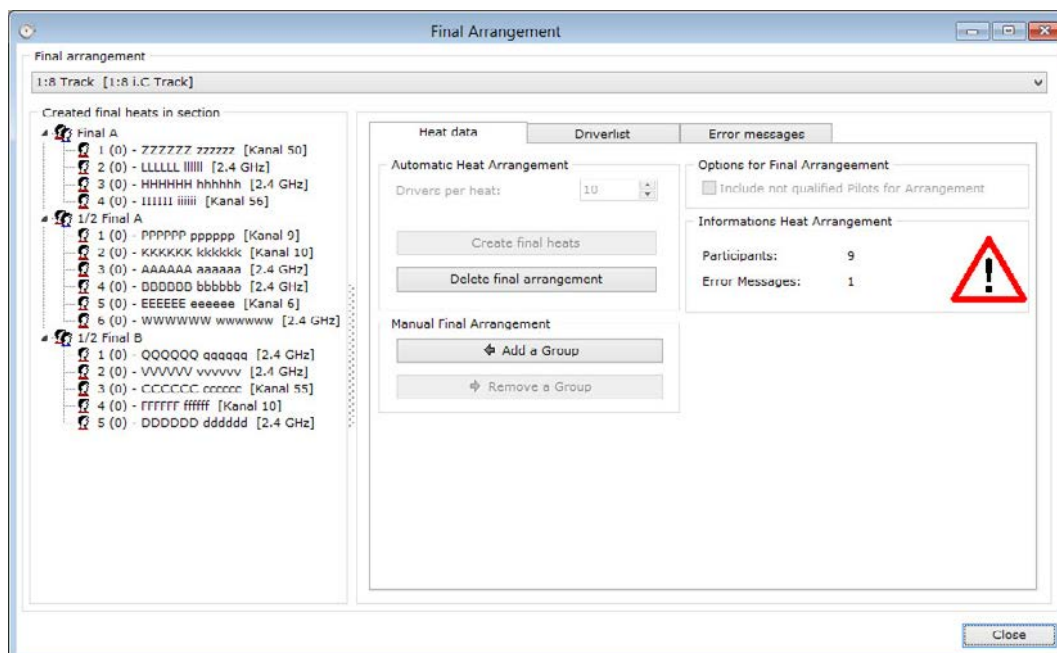 Final Arrangement
Final arrangement
1:8 Track [1:8 i.C Track]
Created final heats in section
Final A
1 (0) - ZZZZZZ zzzzzz [Kanal 50]
2 (0) - LLLLLL llllll [2.4 GHz]
3 (0) - HHHHHH hhhhhh [2.4 GHz]
4 (0) - IIIIII iiiiii [Kanal 56]
1/2 Final A
1 (0) - PPPPPP pppppp [Kanal 9]
2 (0) - KKKKKK kkkkkk [Kanal 10]
3 (0) - AAAAAA aaaaaa [2.4 GHz]
4 (0) - BBBBBB bbbbbb [2.4 GHz]
5 (0) - EEEEEE eeeeee [Kanal 6]
6 (0) - WWWWWW wwwwww [2.4 GHz]
1/2 Final B
1 (0) - QQQQQQ qqqqqq [2.4 GHz]
2 (0) - VVVVVV vvvvvv [2.4 GHz]
3 (0) - CCCCCC cccccc [Kanal 55]
4 (0) - FFFFFF ffffff [Kanal 10]
5 (0) - DDDDDD dddddd [2.4 GHz]
Heat data
Driverlist
Error messages
Automatic Heat Arrangement
Drivers per heat: 10
Create final heats
Delete final arrangement
Manual Final Arrangement
Add a Group
Remove a Group
Options for Final Arrangeement
Include not qualified Pilots for Arrangement
Informations Heat Arrangement
Participants: 9
Error Messages: 1
Close